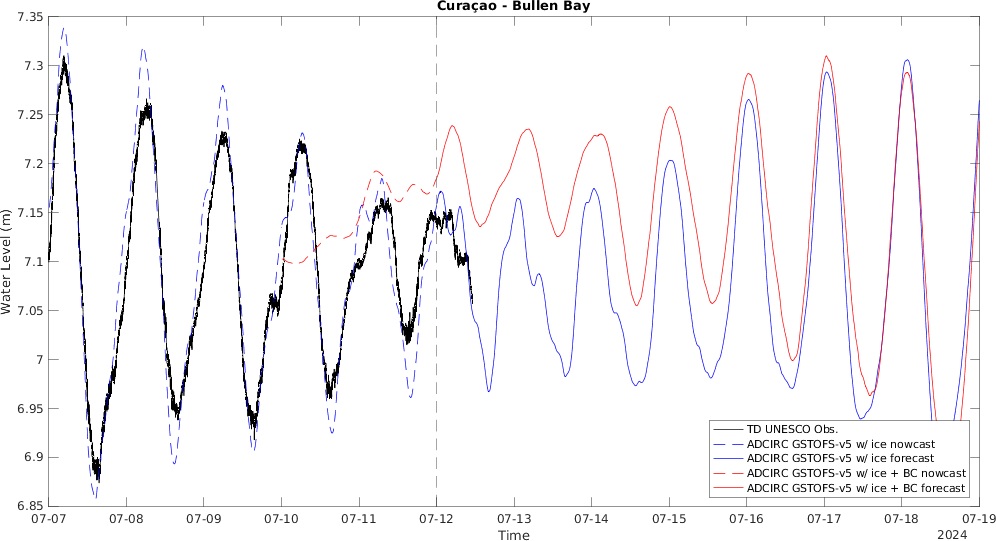 Curaçao - Bullen Bay
Water Level (m)
7.35
7.3
7.25
7.2
7.15
7.1
7.05
7
6.95
6.9
6.85
TD UNESCO Obs.
ADCIRC GSTOFS-v5 w/ ice nowcast
ADCIRC GSTOFS-v5 w/ ice forecast
ADCIRC GSTOFS-v5 w/ ice + BC nowcast
ADCIRC GSTOFS-v5 w/ ice + BC forecast
07-07 07-08 07-09 07-10 07-11 07-12 07-13 07-14 07-15 07-16 07-17 07-18 07-19
Time
2024